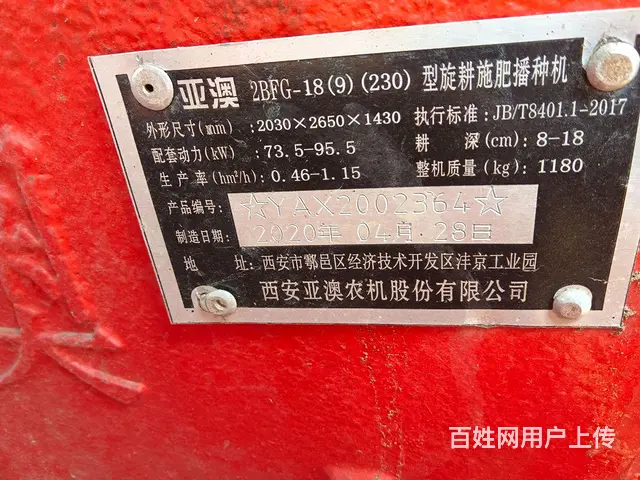 亚澳 2BFG-18(9)(230) 型旋耕施肥播种机
外形尺寸(mm):2030×2650×1430 执行标准:JB/T8401.1-2017
配套动力(kW):73.5-95.5 耕 深(cm):8-18
生 产 率(hm²/h):0.46-1.15 整机质量(kg):1180
产品编号:☆YAX2002364☆
制造日期:2020年 04月 28日
地 址:西安市鄠邑区经济技术开发区沣京工业园
西安亚澳农机股份有限公司
百姓网用户上传